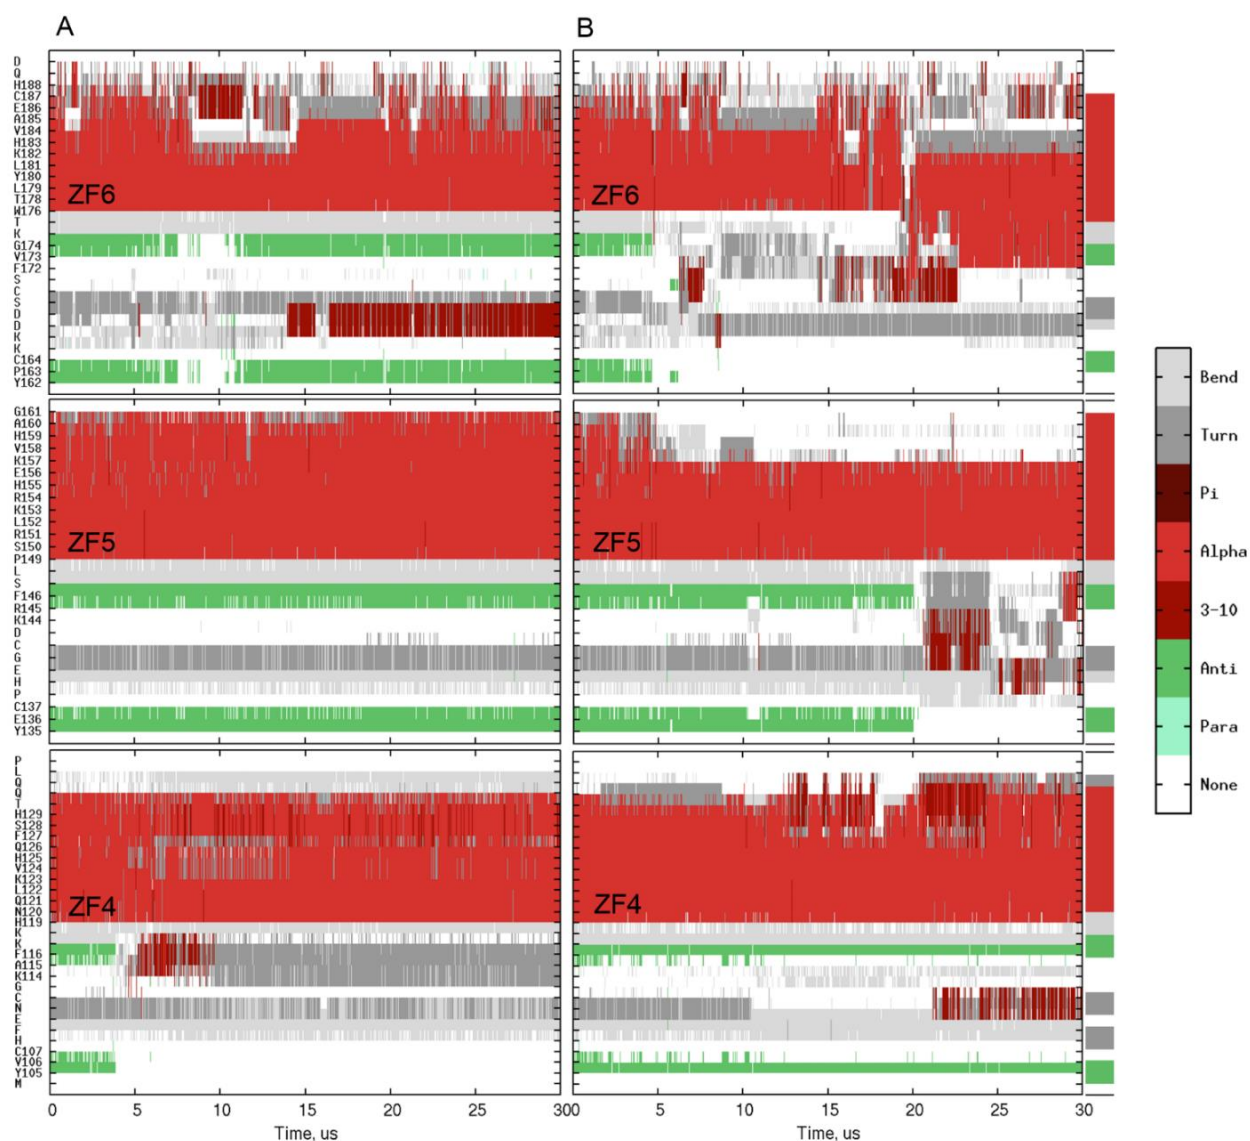 A
B
D
Q
H188
C187
E186
A185
V184
H183
K182
L181
Y180
L179
T178
W176
T
K
G174
V173
F172
S
C
S
D
D
K
K
C164
P163
Y162
ZF6
ZF6
G161
A160
H159
V158
K157
E156
H155
R154
K153
L152
R151
S150
P149
L
S
F146
R145
K144
D
C
G
E
H
P
C137
E136
Y135
ZF5
ZF5
P
L
Q
Q
T
H129
S128
F127
Q126
H125
V124
K123
L122
Q121
N120
H119
K
K
F116
A115
K114
G
C
N
E
F
H
C107
V106
Y105
M
ZF4
ZF4
0 5 10 15 20 25 30
0 5 10 15 20 25 30
Time, us
Time, us
Bend
Turn
Pi
Alpha
3-10
Anti
Para
None